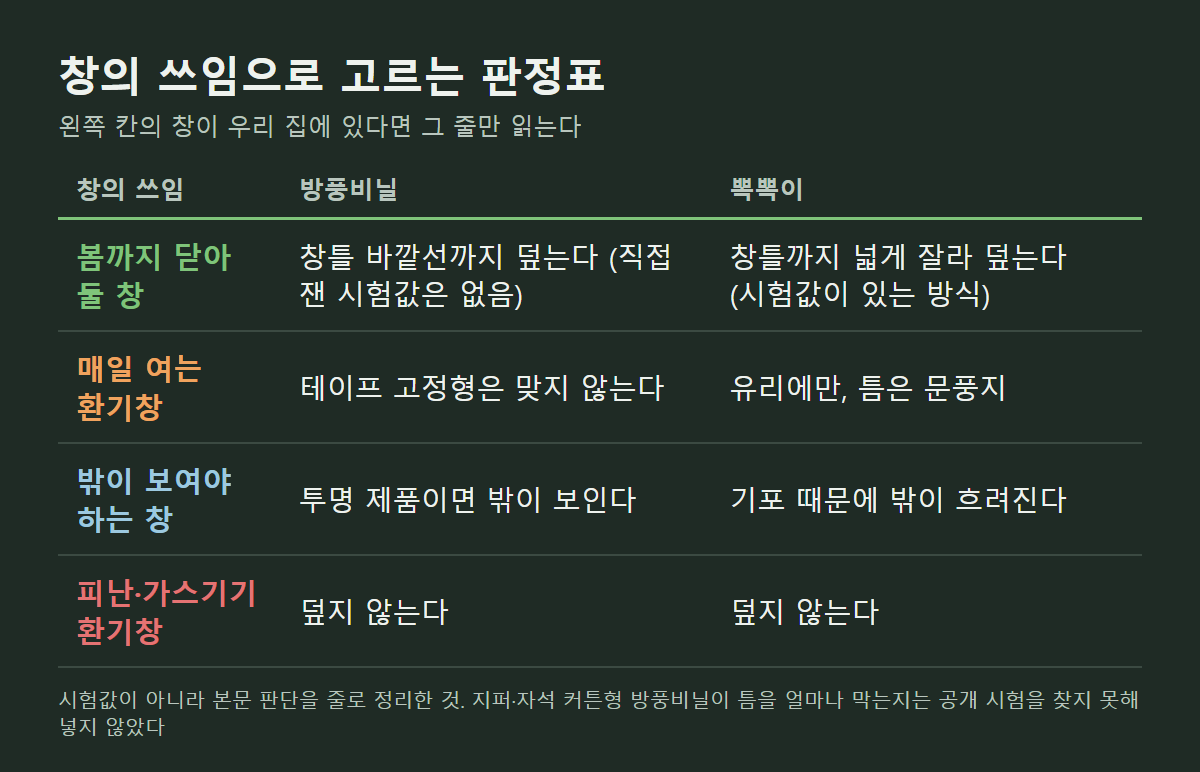 창의 쓰임으로 고르는 판정표
왼쪽 칸의 창이 우리 집에 있다면 그 줄만 읽는다
창의 쓰임 방풍비닐 뽁뽁이
봄까지 닫아
둘 창
창틀 바깥선까지 덮는다 (직접
잰 시험값은 없음)
창틀까지 넓게 잘라 덮는다
(시험값이 있는 방식)
매일 여는
환기창
테이프 고정형은 맞지 않는다
유리에만, 틈은 문풍지
밖이 보여야
하는 창
투명 제품이면 밖이 보인다
기포 때문에 밖이 흐려진다
피난·가스기기
환기창
덮지 않는다
덮지 않는다
시험값이 아니라 본문 판단을 줄로 정리한 것. 지퍼·자석 커튼형 방풍비닐이 틈을 얼마나 막는지는 공개 시험을 찾지 못해
넣지 않았다